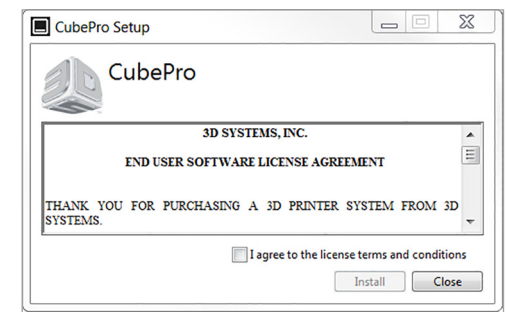 CubePro Setup
3DS
CubePro
3D SYSTEMS, INC.
END USER SOFTWARE LICENSE AGREEMENT
THANK YOU FOR PURCHASING A 3D PRINTER SYSTEM FROM 3D
SYSTEMS.
I agree to the license terms and conditions
Install
Close